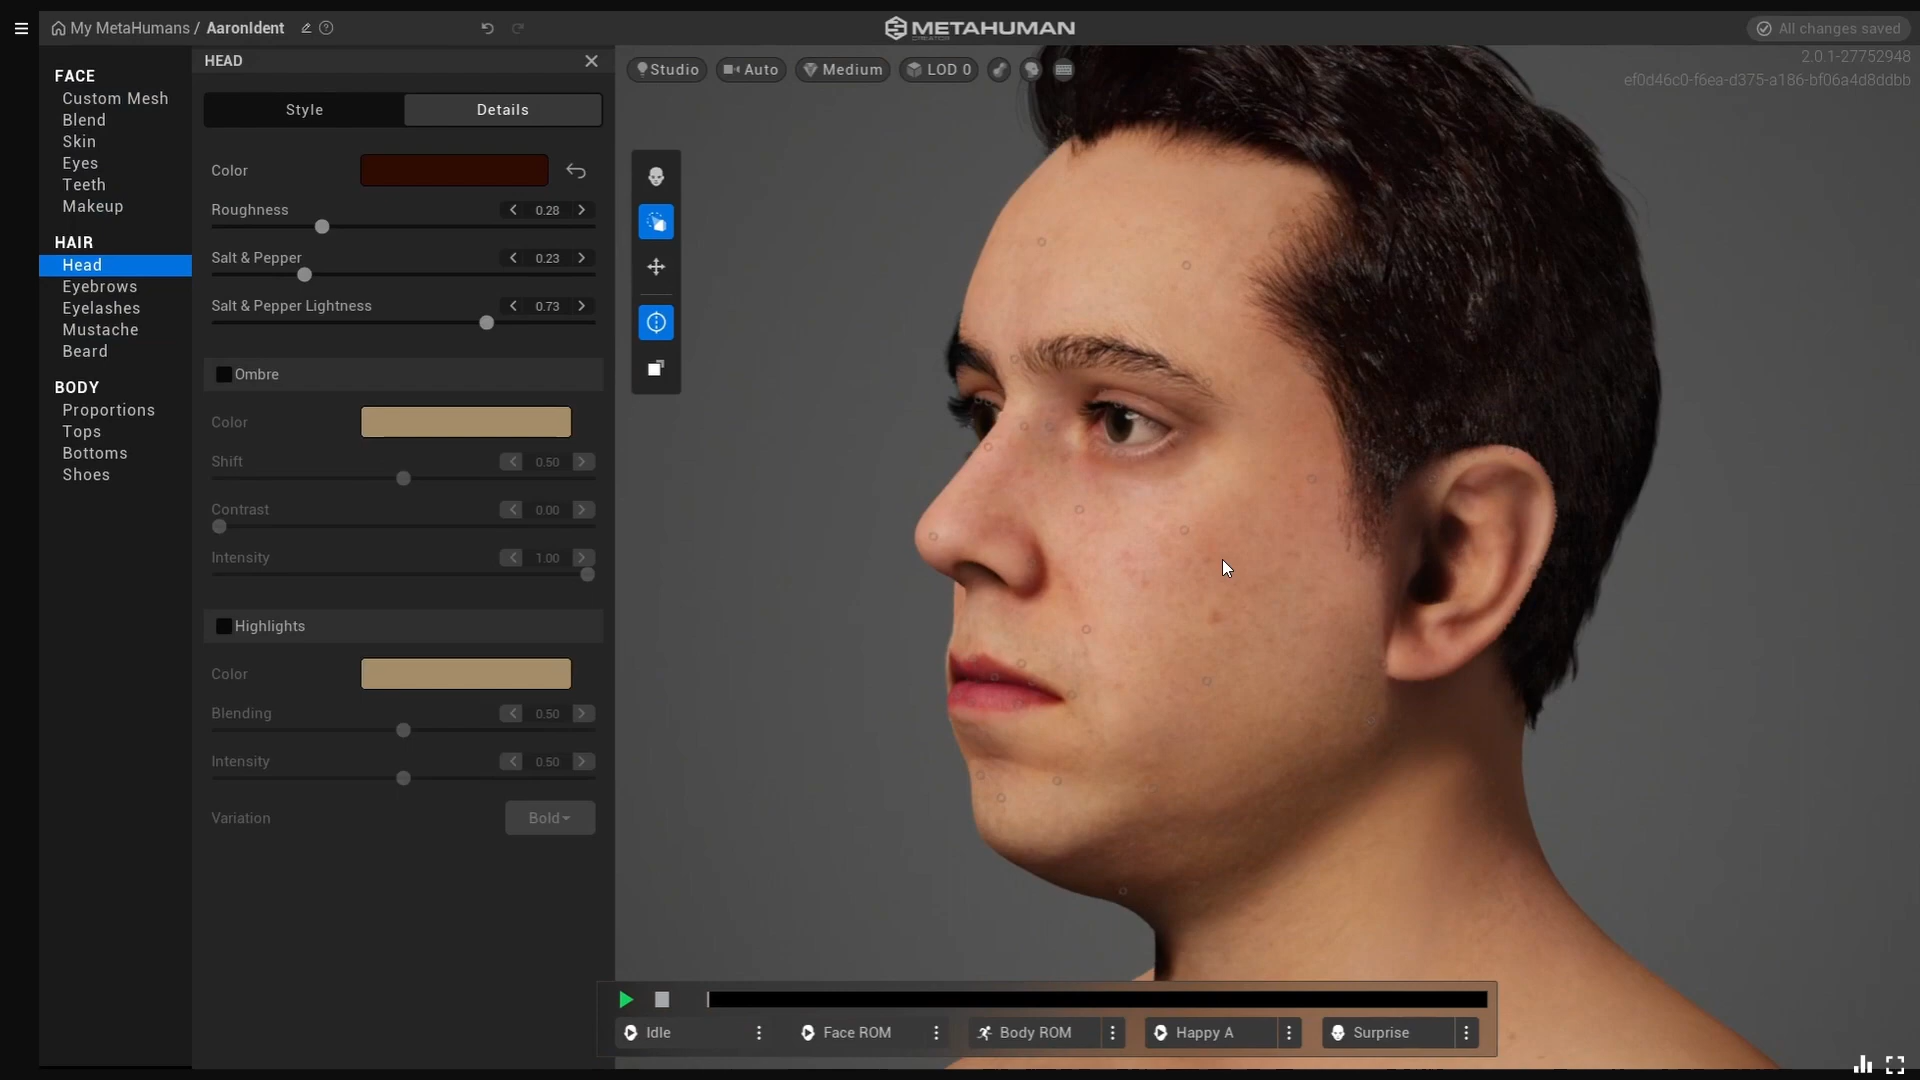 My MetaHumans / AaronIdent
METAHUMAN
CREATOR
All changes saved
2.0.1-27752948
ef0d46c0-f6ea-d375-a186-bf06a4d8ddbb
FACE
Custom Mesh
Blend
Skin
Eyes
Teeth
Makeup
HAIR
Head
Eyebrows
Eyelashes
Mustache
Beard
BODY
Proportions
Tops
Bottoms
Shoes
HEAD
Style
Details
Color
Roughness
0.28
Salt & Pepper
0.23
Salt & Pepper Lightness
0.73
Ombre
Color
Shift
0.50
Contrast
0.00
Intensity
1.00
Highlights
Color
Blending
0.50
Intensity
0.50
Variation
Bold
Studio
Auto
Medium
LOD 0
Idle
Face ROM
Body ROM
Happy A
Surprise